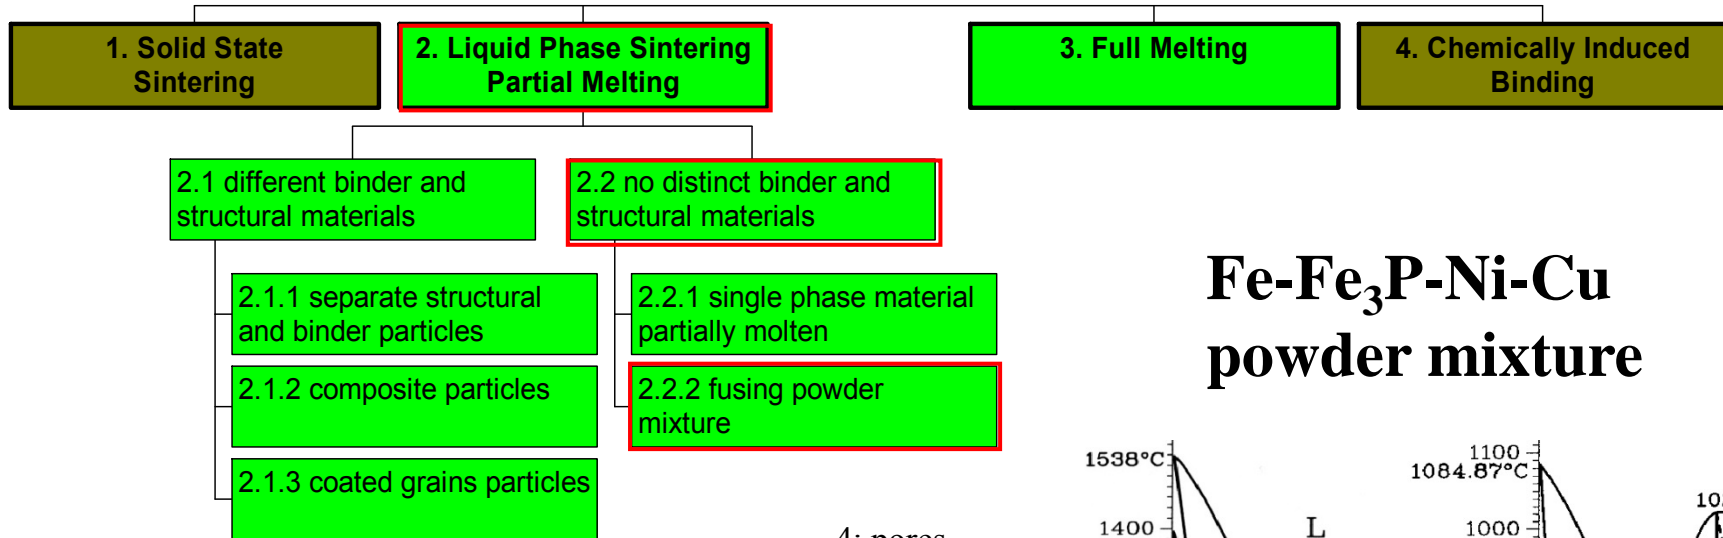 1. Solid State
Sintering
2. Liquid Phase Sintering
Partial Melting
3. Full Melting
4. Chemically Induced
Binding
2.1 different binder and
structural materials
2.2 no distinct binder and
structural materials
2.1.1 separate structural
and binder particles
2.2.1 single phase material
partially molten
2.1.2 composite particles
2.2.2 fusing powder
mixture
2.1.3 coated grains particles
Fe-Fe₃P-Ni-Cu
powder mixture
1538°C
1400
L
1100
1084.87°C
1000
4: pores